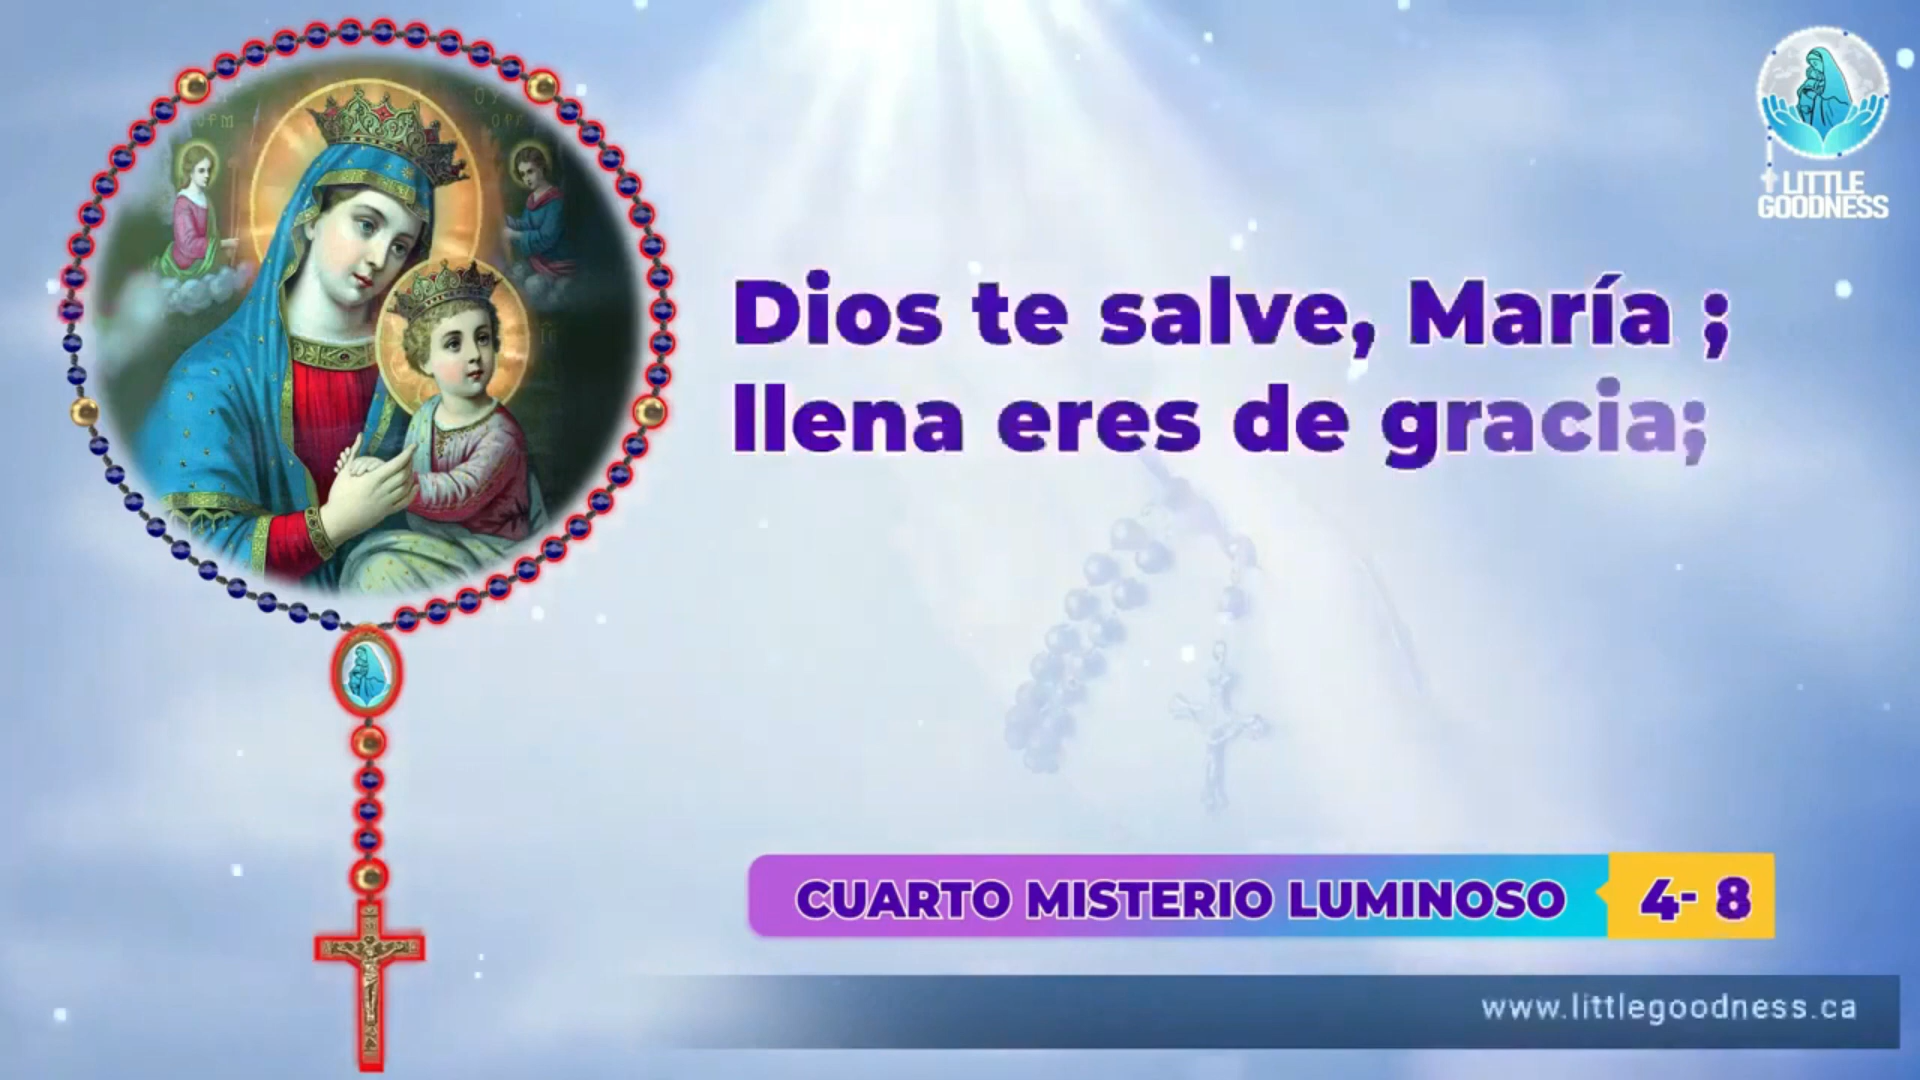 LITTLE
GOODNESS
Dios te salve, María ;
llena eres de gracia;
CUARTO MISTERIO LUMINOSO
4- 8
www.littlegoodness.ca